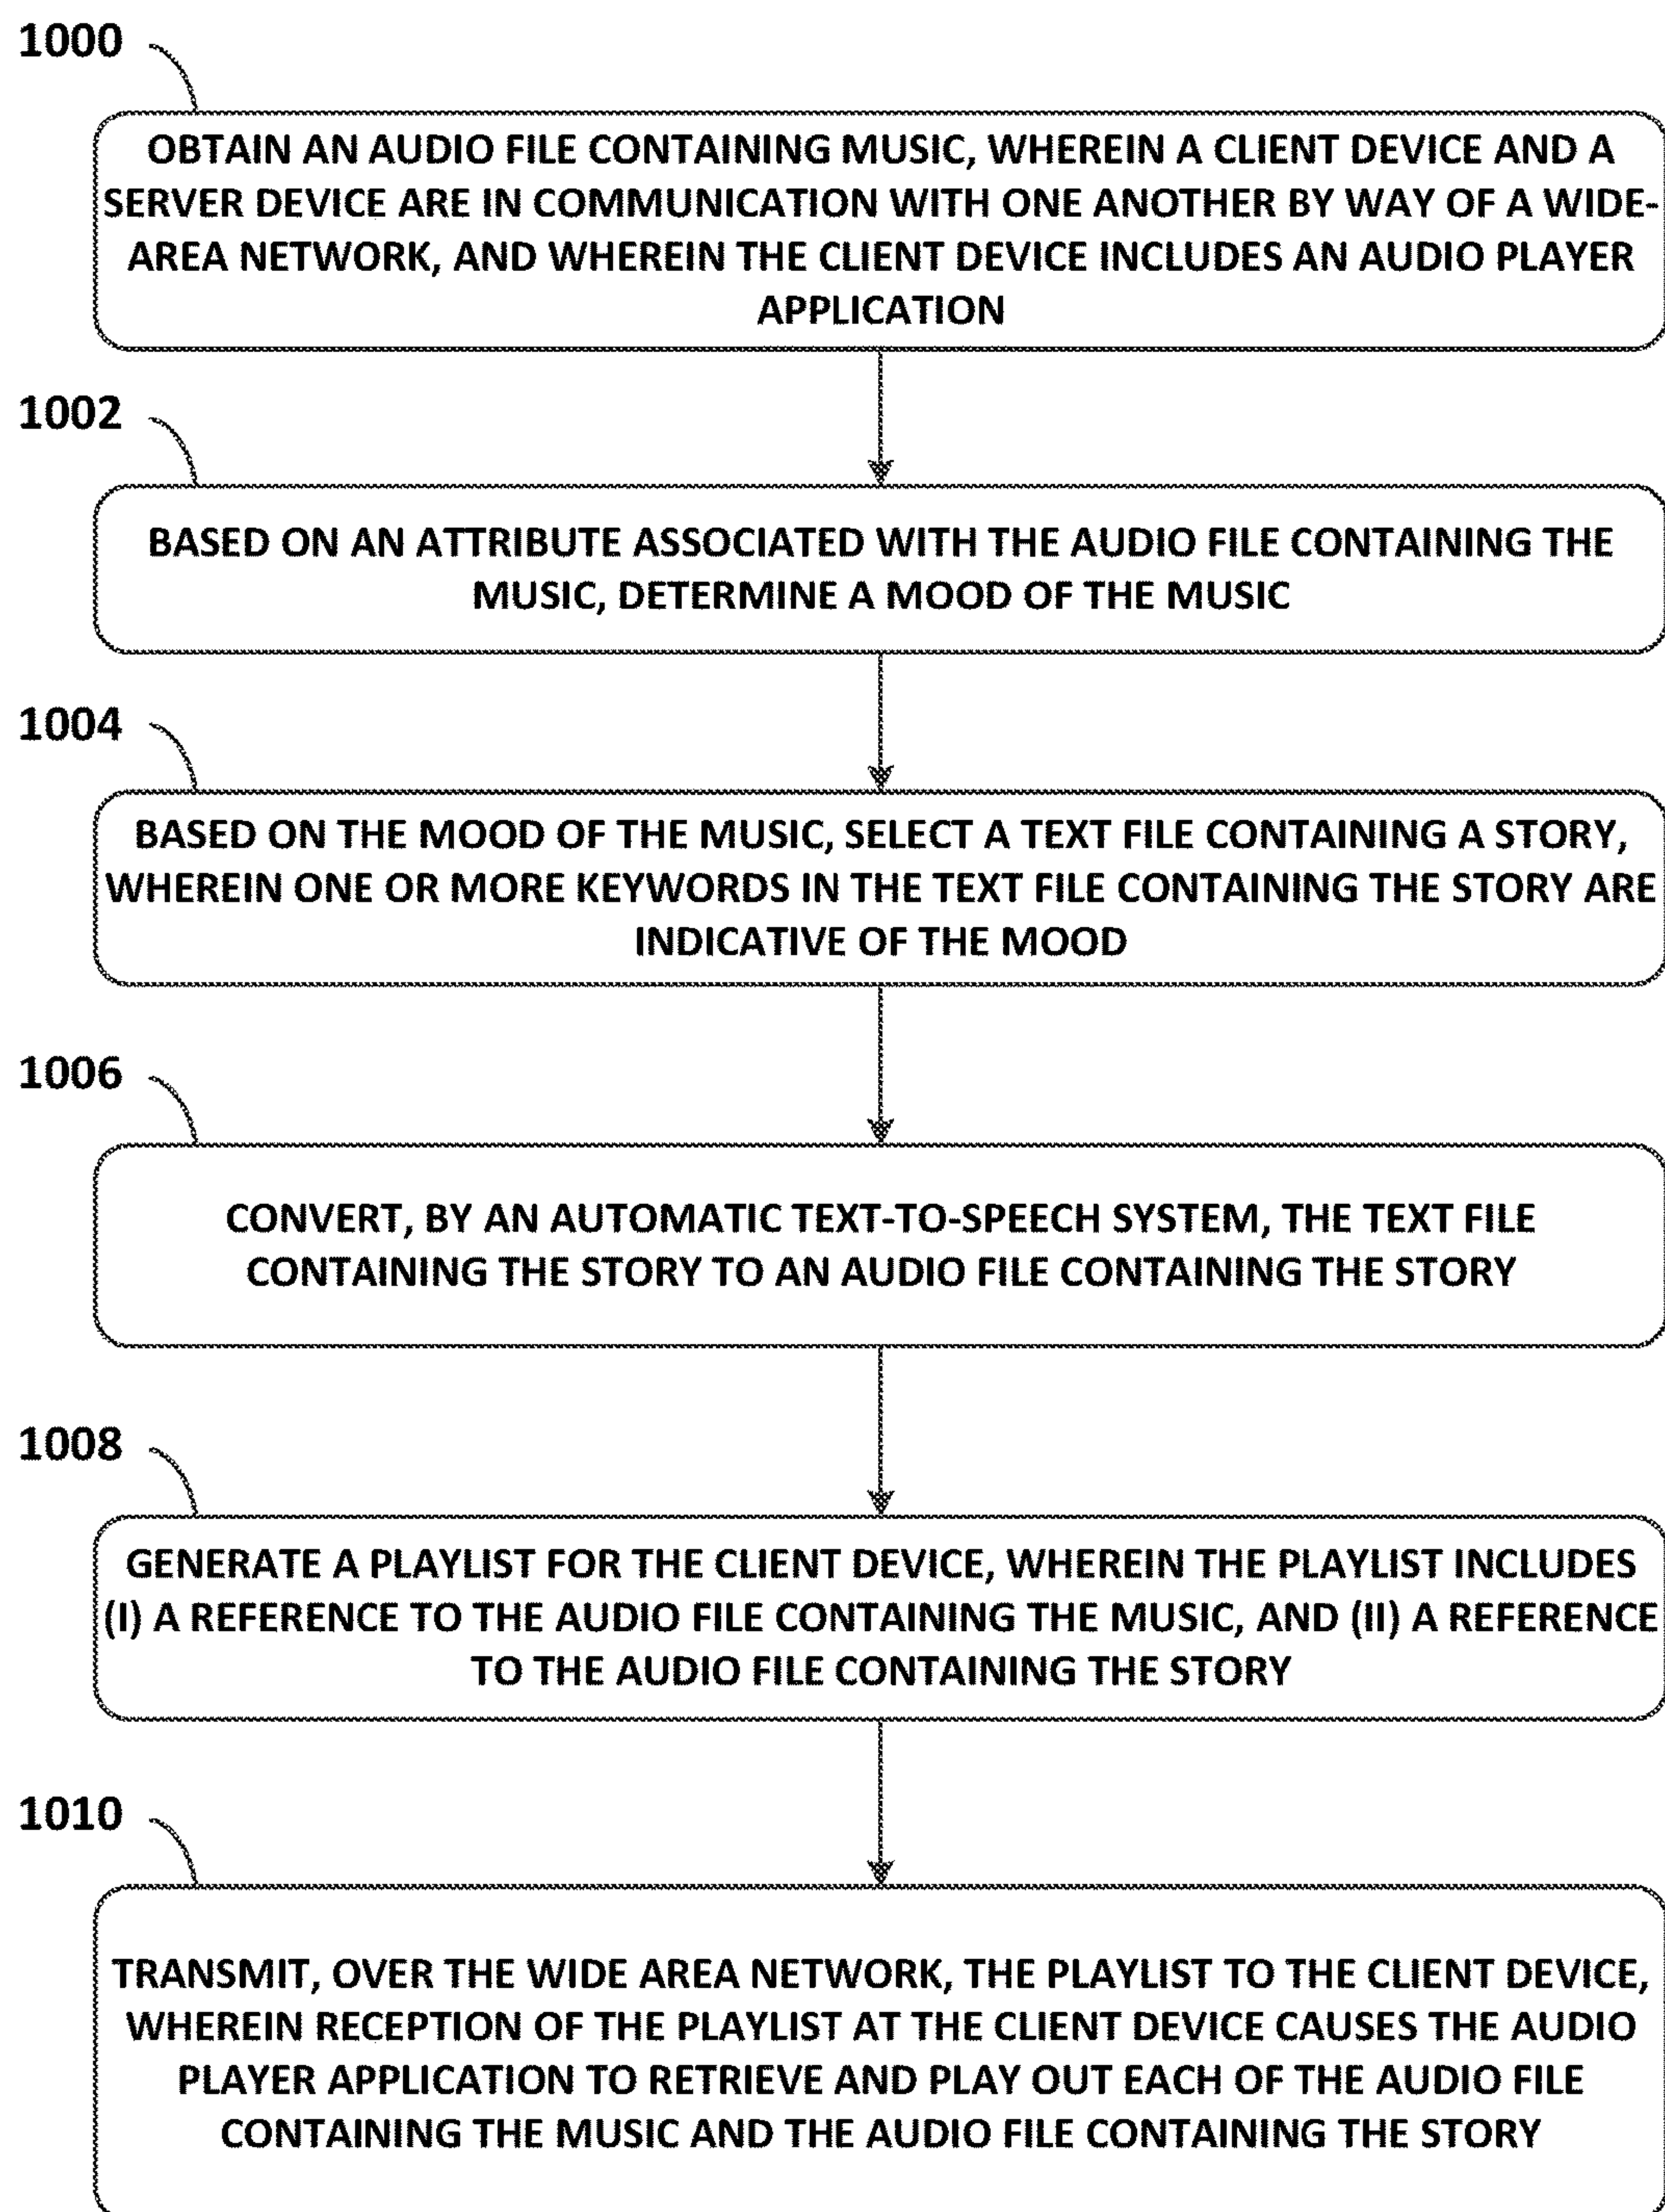 1000
OBTAIN AN AUDIO FILE CONTAINING MUSIC, WHEREIN A CLIENT DEVICE AND A
SERVER DEVICE ARE IN COMMUNICATION WITH ONE ANOTHER BY WAY OF A WIDE-
AREA NETWORK, AND WHEREIN THE CLIENT DEVICE INCLUDES AN AUDIO PLAYER
APPLICATION
1002
BASED ON AN ATTRIBUTE ASSOCIATED WITH THE AUDIO FILE CONTAINING THE
MUSIC, DETERMINE A MOOD OF THE MUSIC
1004
BASED ON THE MOOD OF THE MUSIC, SELECT A TEXT FILE CONTAINING A STORY,
WHEREIN ONE OR MORE KEYWORDS IN THE TEXT FILE CONTAINING THE STORY ARE
INDICATIVE OF THE MOOD
1006
CONVERT, BY AN AUTOMATIC TEXT-TO-SPEECH SYSTEM, THE TEXT FILE
CONTAINING THE STORY TO AN AUDIO FILE CONTAINING THE STORY
1008
GENERATE A PLAYLIST FOR THE CLIENT DEVICE, WHEREIN THE PLAYLIST INCLUDES
(I) A REFERENCE TO THE AUDIO FILE CONTAINING THE MUSIC, AND (II) A REFERENCE
TO THE AUDIO FILE CONTAINING THE STORY
1010
TRANSMIT, OVER THE WIDE AREA NETWORK, THE PLAYLIST TO THE CLIENT DEVICE,
WHEREIN RECEPTION OF THE PLAYLIST AT THE CLIENT DEVICE CAUSES THE AUDIO
PLAYER APPLICATION TO RETRIEVE AND PLAY OUT EACH OF THE AUDIO FILE
CONTAINING THE MUSIC AND THE AUDIO FILE CONTAINING THE STORY